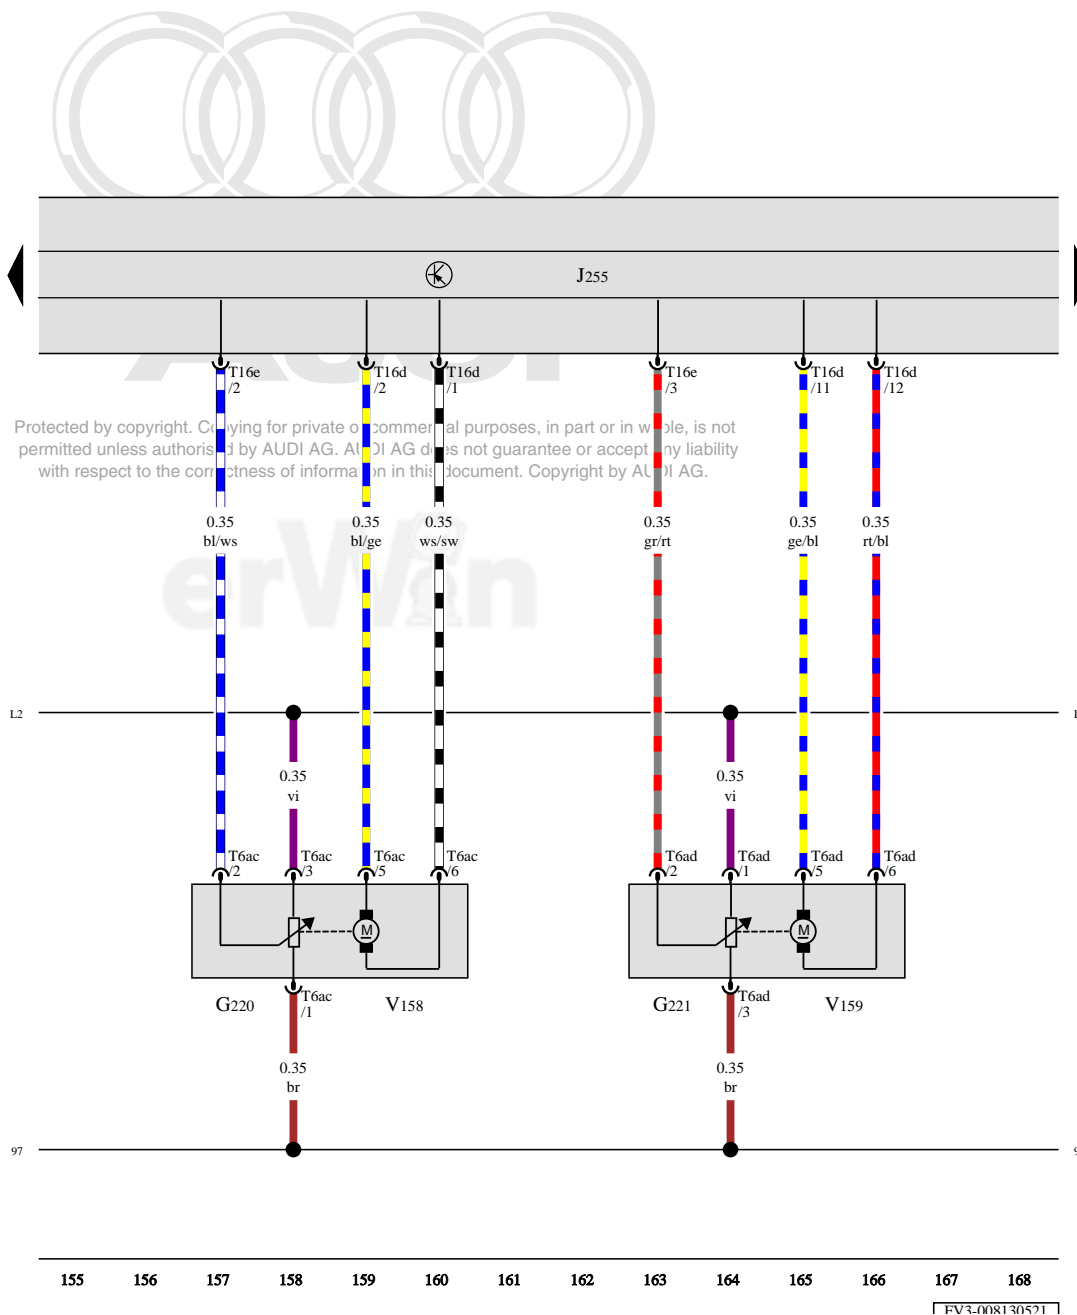 J255
T16e
/2
T16d
/2
T16d
/1
T16e
/3
T16d
/11
T16d
/12
Protected by copyright. Copying for private or commercial purposes, in part or in whole, is not
permitted unless authorised by AUDI AG. AUDI AG does not guarantee or accept any liability
with respect to the correctness of information in this document. Copyright by AUDI AG.
0.35
bl/ws
0.35
bl/ge
0.35
ws/sw
0.35
gr/rt
0.35
ge/bl
0.35
rt/bl
erWin
L2
0.35
vi
0.35
vi
T6ac
/2
T6ac
/3
T6ac
/5
T6ac
/6
T6ad
/2
T6ad
/1
T6ad
/5
T6ad
/6
M
M
G220
T6ac
/1
V158
G221
T6ad
/3
V159
0.35
br
0.35
br
97
155 156 157 158 159 160 161 162 163 164 165 166 167 168
EV3-008130521